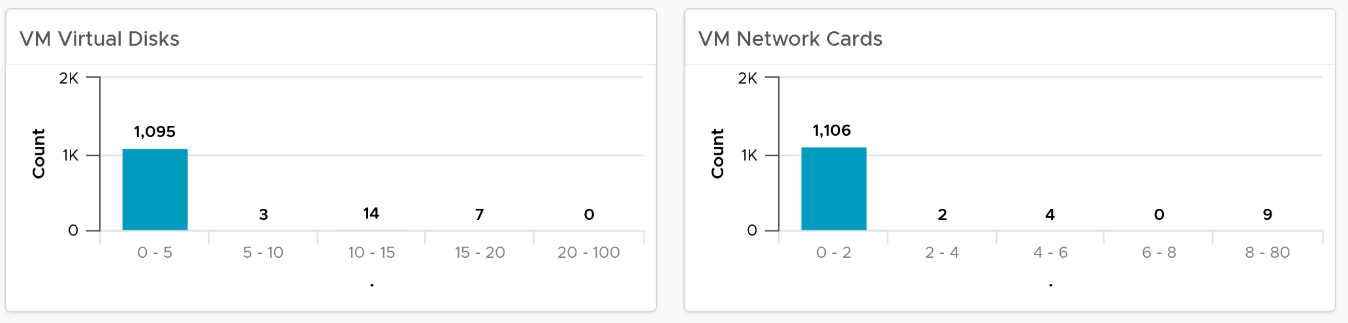 VM Virtual Disks
2K
1K
0
Count
1,095
3
14
7
0
0 - 5
5 - 10
10 - 15
15 - 20
20 - 100
.
VM Network Cards
2K
1K
0
Count
1,106
2
4
0
9
0 - 2
2 - 4
4 - 6
6 - 8
8 - 80
.